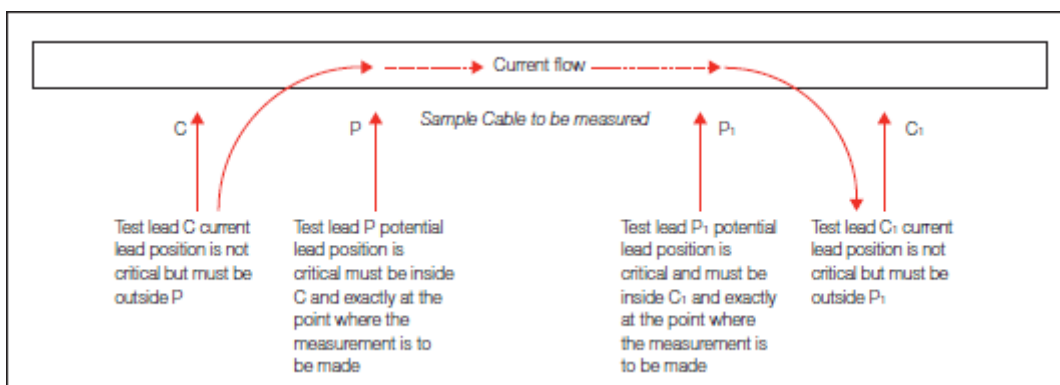 Current flow
C
P
Sample Cable to be measured
P₁
C₁
Test lead C current
lead position is not
critical but must be
outside P
Test lead P potential
lead position is
critical must be inside
C and exactly at the
point where the
measurement is to
be made
Test lead P₁ potential
lead position is
critical and must be
inside C₁ and exactly
at the point where
the measurement is
to be made
Test lead C₁ current
lead position is not
critical but must be
outside P₁